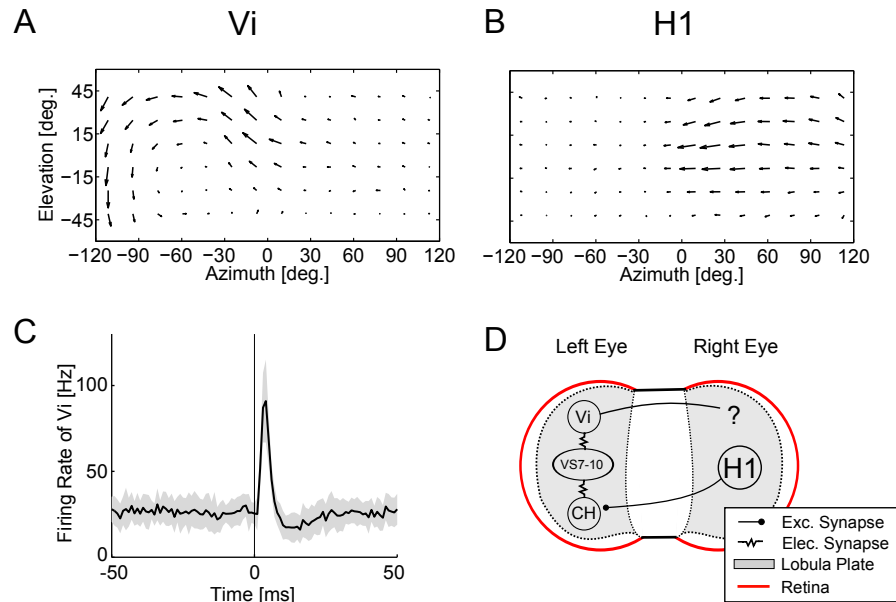 A
Vi
B
H1
Elevation [deg.]
45
15
−15
−45
−120 −90 −60 −30 0 30 60 90 120
Azimuth [deg.]
−120 −90 −60 −30 0 30 60 90 120
Azimuth [deg.]
C
Firing Rate of Vi [Hz]
100
50
0
-50 0 50
Time [ms]
D
Left Eye Right Eye
Vi
?
VS7-10
H1
CH
Exc. Synapse
Elec. Synapse
Lobula Plate
Retina